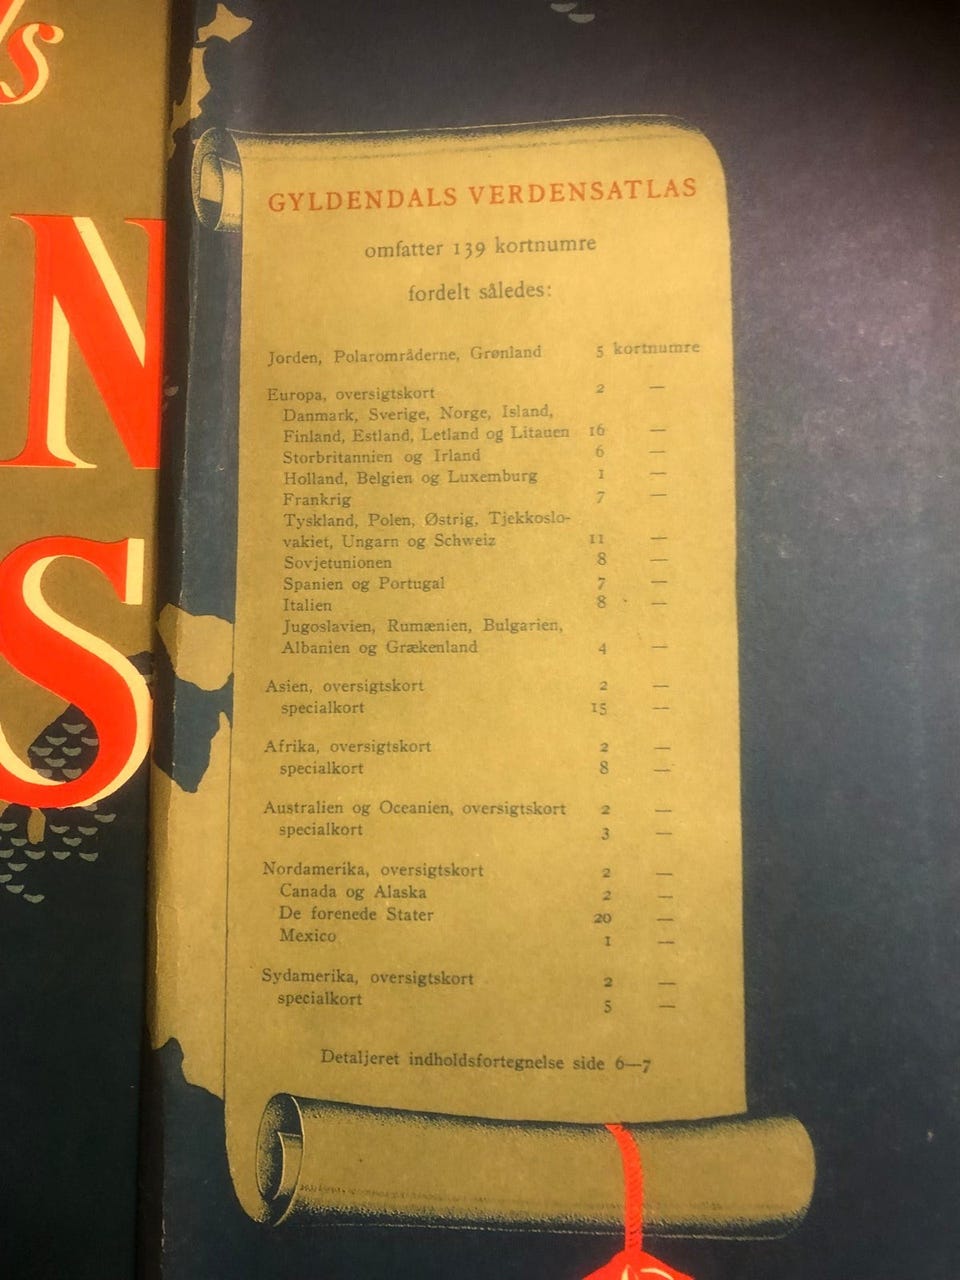 s
N
S
GYLDENDALS VERDENSATLAS
omfatter 139 kortnumre
fordelt således:
Jorden, Polarområderne, Grønland 5 kortnumre
Europa, oversigtskort 2 —
Danmark, Sverige, Norge, Island,
Finland, Estland, Letland og Litauen 16 —
Storbritannien og Irland 6 —
Holland, Belgien og Luxemburg 1 —
Frankrig 7 —
Tyskland, Polen, Østrig, Tjekkoslo-
vakiet, Ungarn og Schweiz 11 —
Sovjetunionen 8 —
Spanien og Portugal 7 —
Italien 8 —
Jugoslavien, Rumænien, Bulgarien,
Albanien og Grækenland 4 —
Asien, oversigtskort 2 —
specialkort 15 —
Afrika, oversigtskort 2 —
specialkort 8 —
Australien og Oceanien, oversigtskort 2 —
specialkort 3 —
Nordamerika, oversigtskort 2 —
Canada og Alaska 2 —
De forenede Stater 20 —
Mexico 1 —
Sydamerika, oversigtskort 2 —
specialkort 5 —
Detaljeret indholdsfortegnelse side 6—7